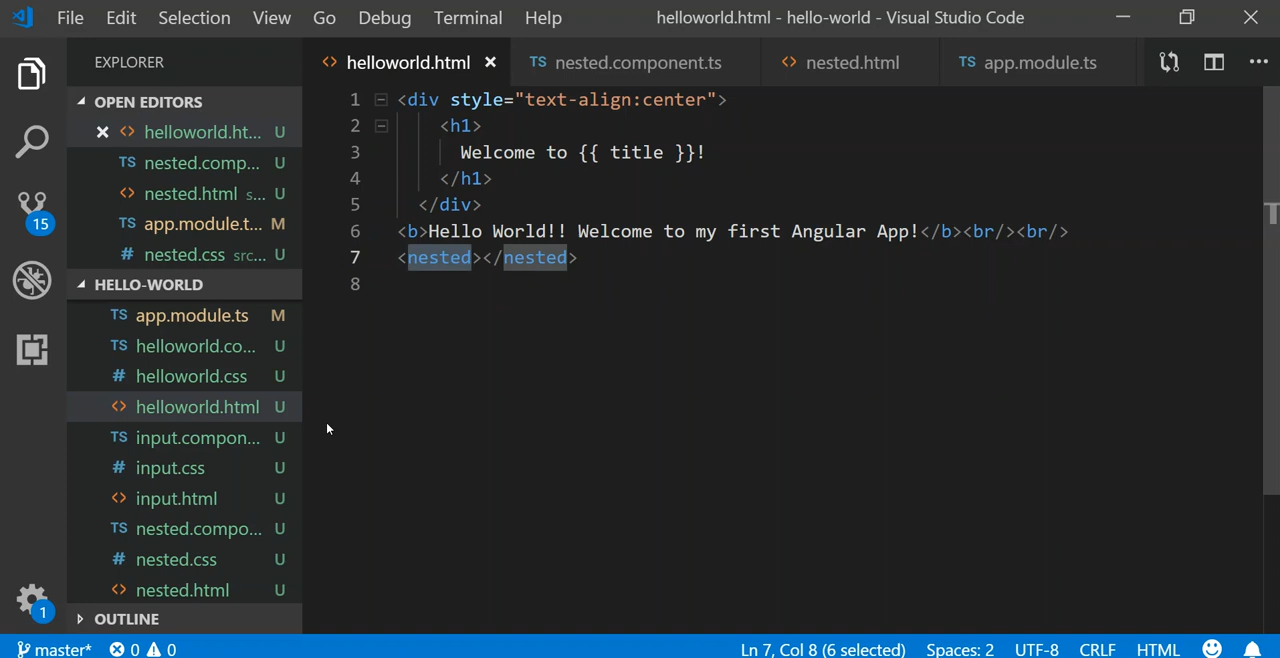 File Edit Selection View Go Debug Terminal Help helloworld.html - hello-world - Visual Studio Code
EXPLORER
helloworld.html nested.component.ts nested.html app.module.ts
TS TS
OPEN EDITORS
helloworld.ht... U
TS nested.comp... U
nested.html s... U
TS app.module.t... M
# nested.css src... U
HELLO-WORLD
TS app.module.ts M
TS helloworld.co... U
# helloworld.css U
<> helloworld.html U
TS input.compon... U
# input.css U
<> input.html U
TS nested.compo... U
# nested.css U
<> nested.html U
OUTLINE
15
1
1 <div style="text-align:center">
2 <h1>
3 Welcome to {{ title }}!
4 </h1>
5 </div>
6 <b>Hello World!! Welcome to my first Angular App!</b><br/><br/>
7 <nested></nested>
8
master* 0 0 Ln 7, Col 8 (6 selected) Spaces: 2 UTF-8 CRLF HTML